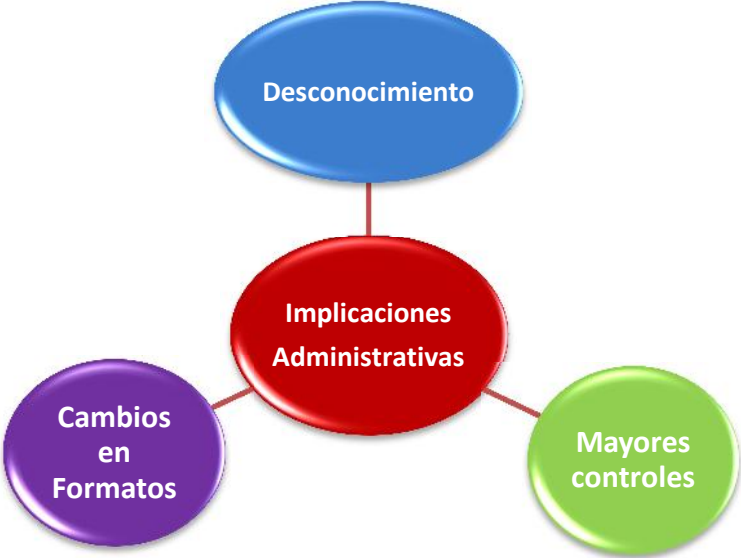 Desconocimiento
Implicaciones
Administrativas
Cambios
en
Formatos
Mayores
controles